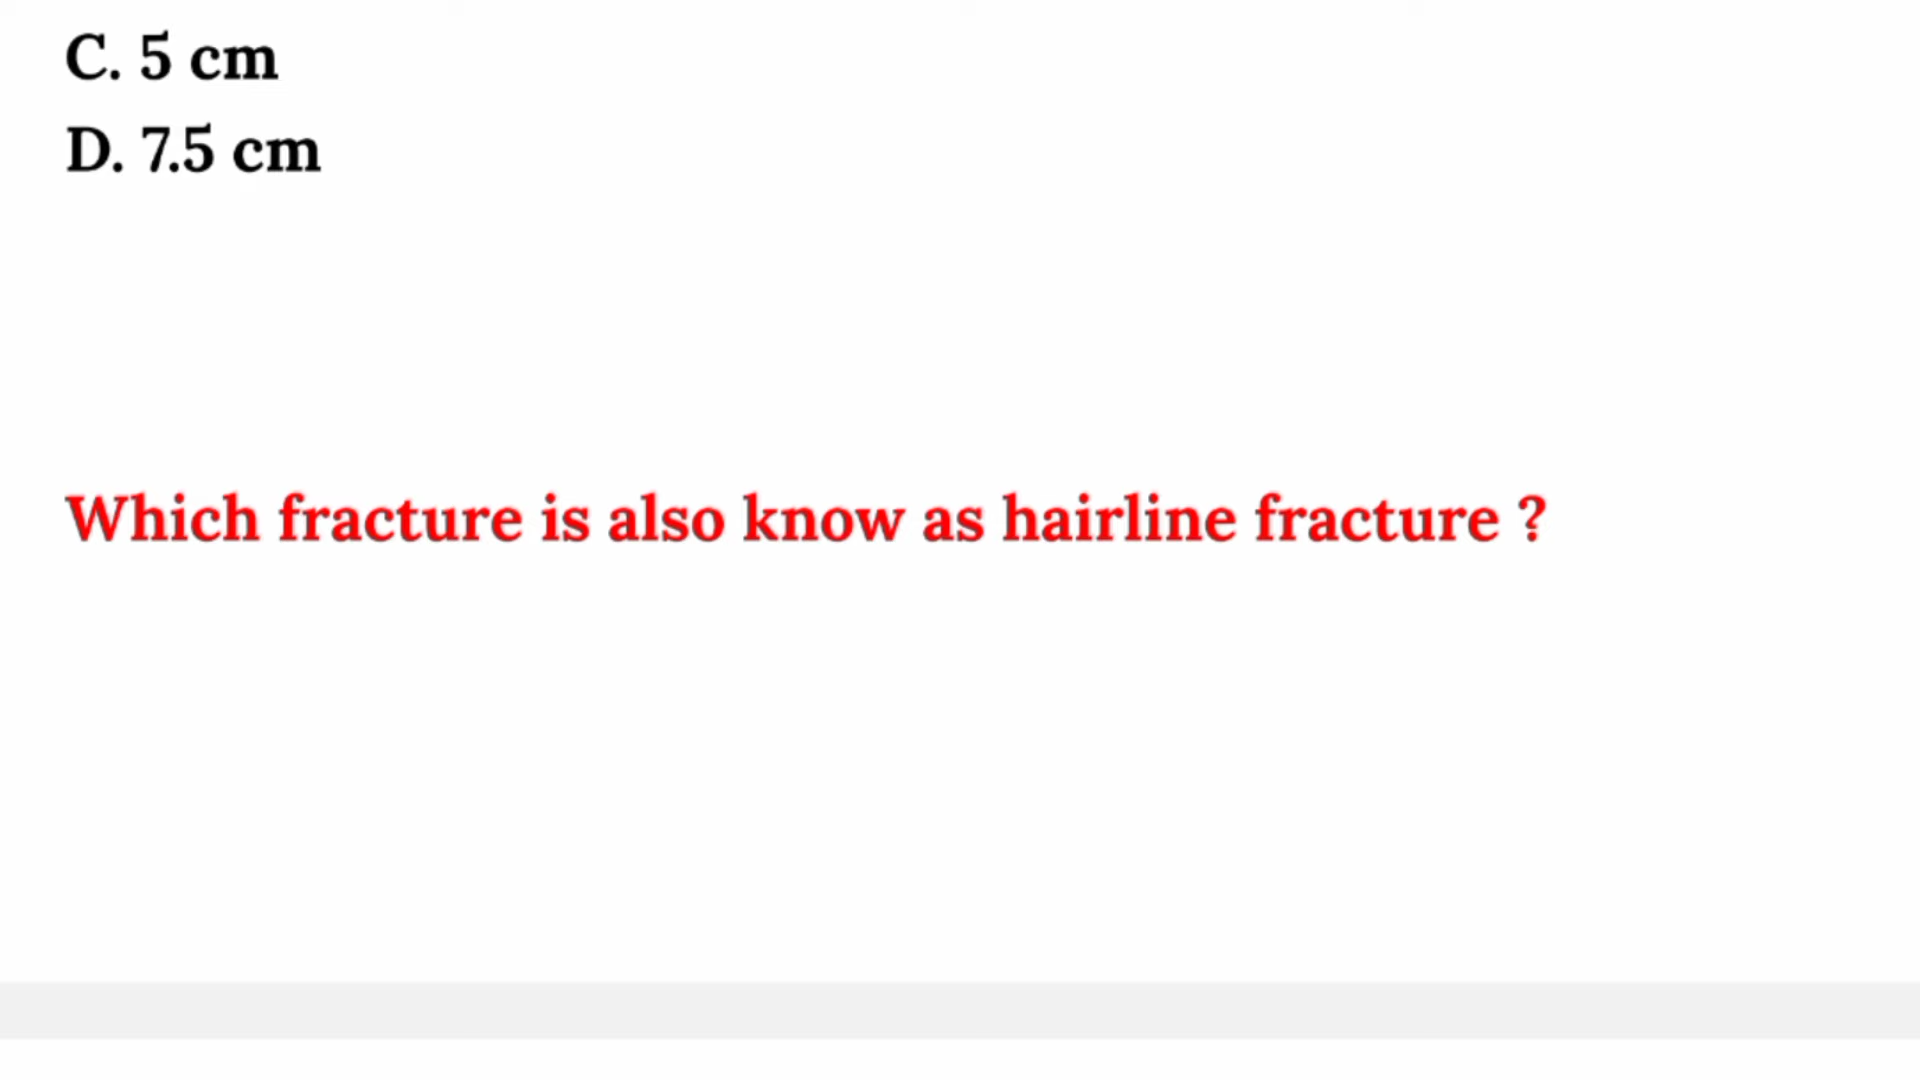 C. 5 cm
D. 7.5 cm
Which fracture is also know as hairline fracture ?